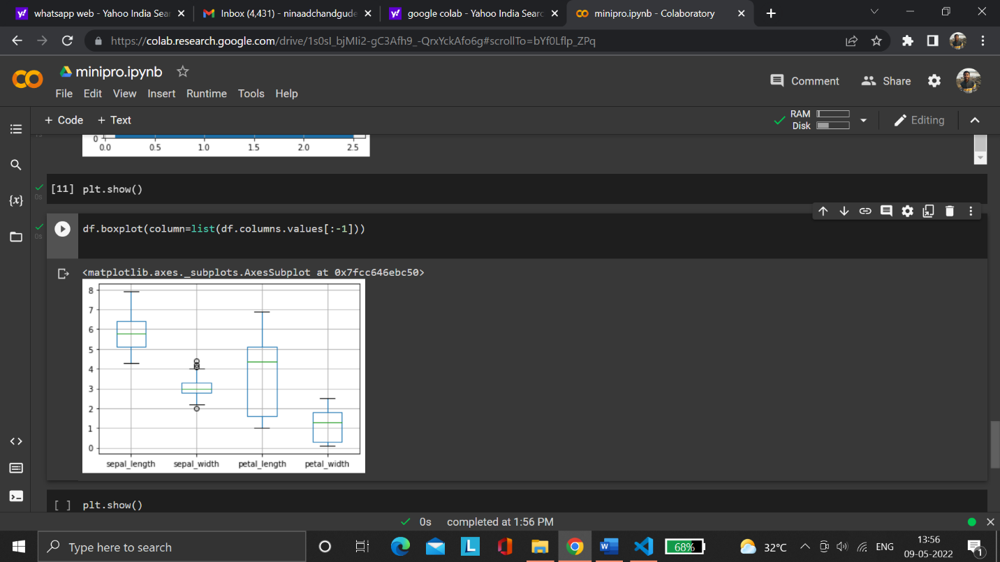 whatsapp web - Yahoo India Sear
Inbox (4,431) - ninaadchandgude
google colab - Yahoo India Searc
minipro.ipynb - Colaboratory
https://colab.research.google.com/drive/1s0sI_bjMIi2-gC3Afh9_-QrxYckAfo6g#scrollTo=bYf0Lflp_ZPq
minipro.ipynb
File Edit View Insert Runtime Tools Help
Comment Share
+ Code + Text
RAM
Disk
Editing
0
0.0 0.5 1.0 1.5 2.0 2.5
[11] plt.show()
0s
df.boxplot(column=list(df.columns.values[:-1]))
0s
<matplotlib.axes._subplots.AxesSubplot at 0x7fcc646ebc50>
8
7
6
5
4
3
2
1
0
sepal_length sepal_width petal_length petal_width
[ ] plt.show()
0s completed at 1:56 PM
Type here to search
68%
32°C
ENG
13:56
09-05-2022
1